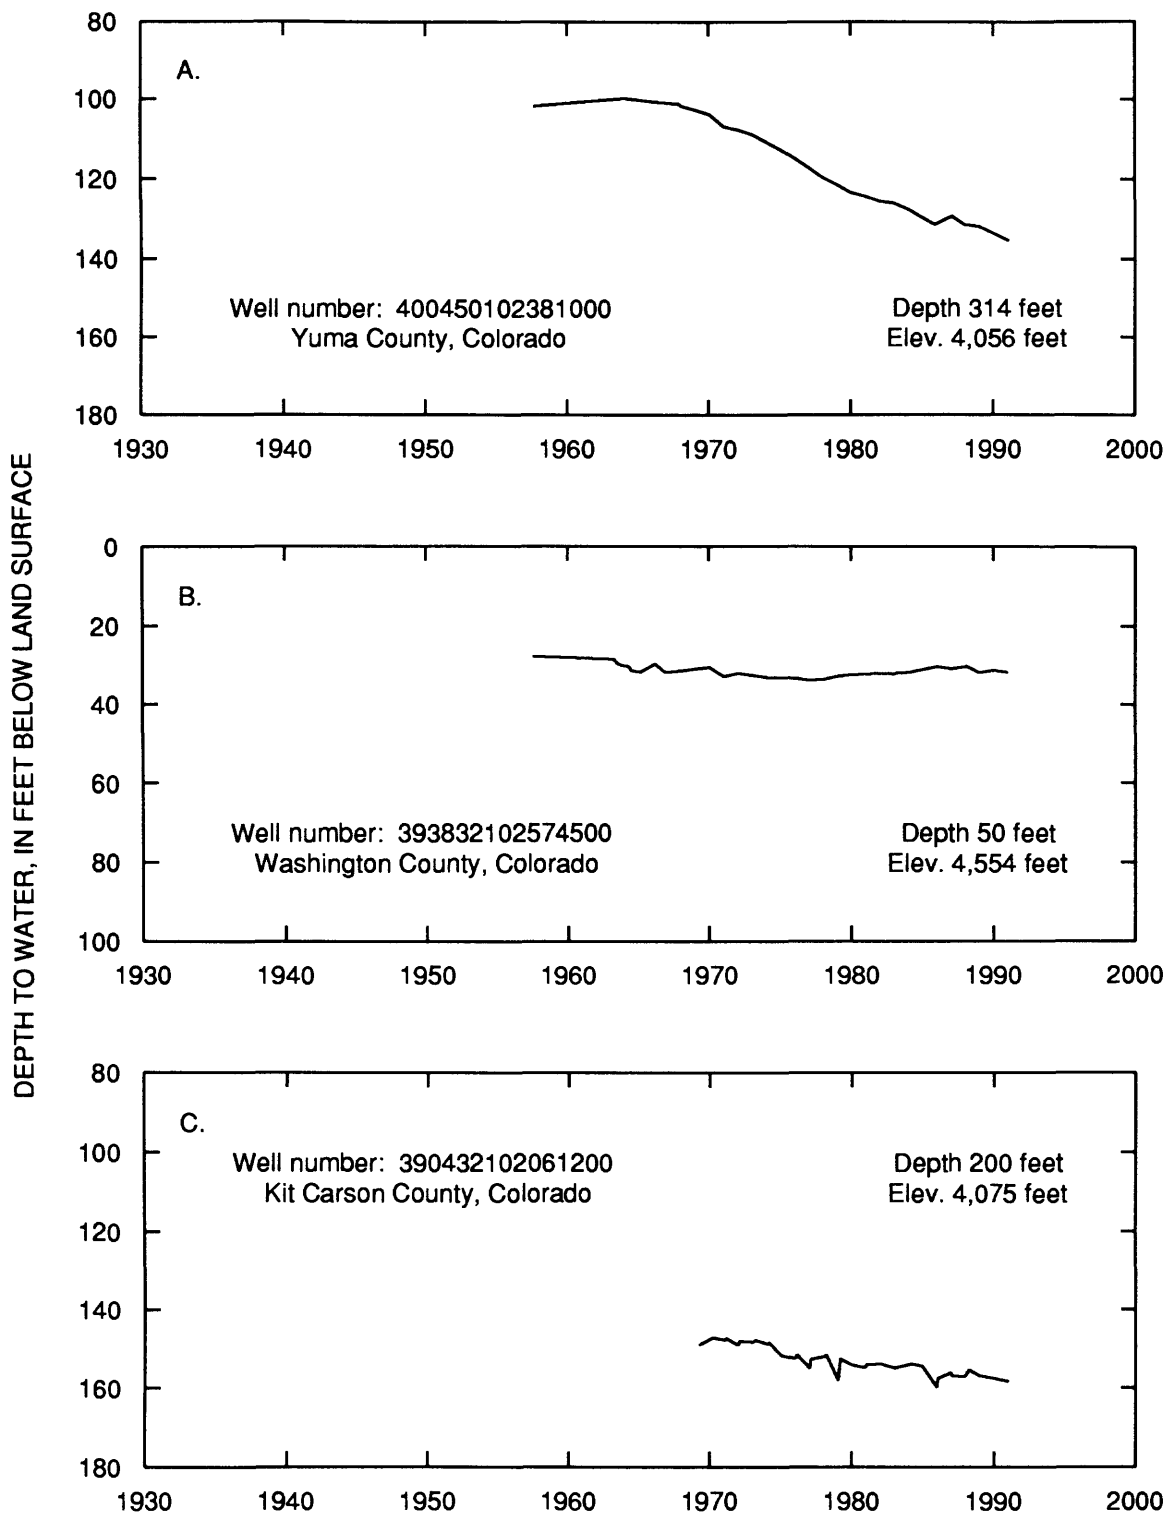 DEPTH TO WATER, IN FEET BELOW LAND SURFACE
80
A.
100
120
140
Well number: 400450102381000 Depth 314 feet
Yuma County, Colorado Elev. 4,056 feet
160
180
1930 1940 1950 1960 1970 1980 1990 2000
0
B.
20
40
60
Well number: 393832102574500 Depth 50 feet
Washington County, Colorado Elev. 4,554 feet
80
100
1930 1940 1950 1960 1970 1980 1990 2000
80
C.
100
Well number: 390432102061200 Depth 200 feet
Kit Carson County, Colorado Elev. 4,075 feet
120
140
160
180
1930 1940 1950 1960 1970 1980 1990 2000